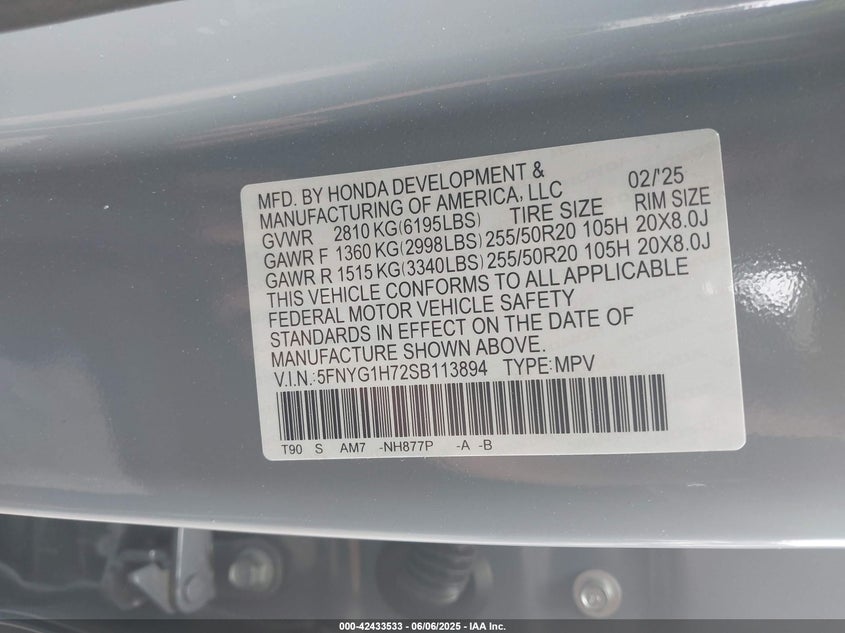 MFD. BY HONDA DEVELOPMENT & 02/'25
MANUFACTURING OF AMERICA, LLC
GVWR 2810 KG(6195LBS) TIRE SIZE RIM SIZE
GAWR F 1360 KG(2998LBS) 255/50R20 105H 20X8.0J
GAWR R 1515 KG(3340LBS) 255/50R20 105H 20X8.0J
THIS VEHICLE CONFORMS TO ALL APPLICABLE
FEDERAL MOTOR VEHICLE SAFETY
STANDARDS IN EFFECT ON THE DATE OF
MANUFACTURE SHOWN ABOVE.
V.I.N.:5FNYG1H72SB113894 TYPE:MPV
T90 S AM7 -NH877P -A -B
000-42433533 - 06/06/2025 - IAA Inc.